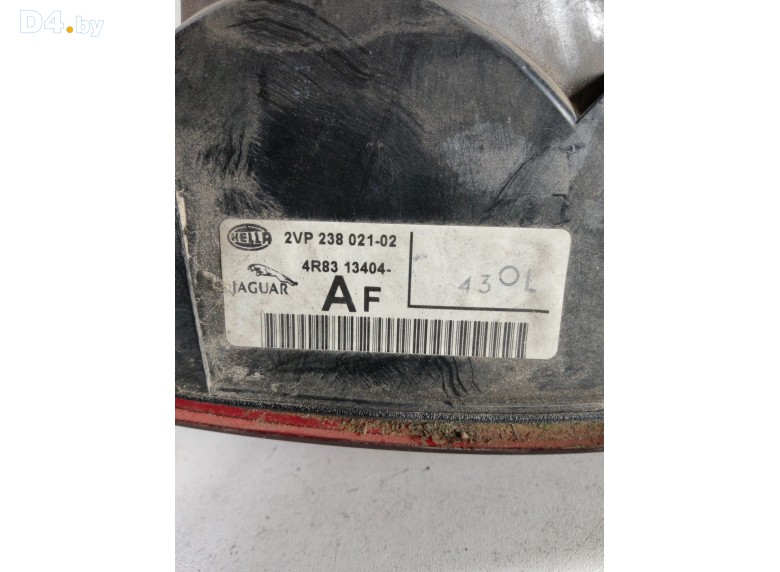 D4.by
HELLA 2VP 238 021-02
4R83 13404-
JAGUAR AF
43OL